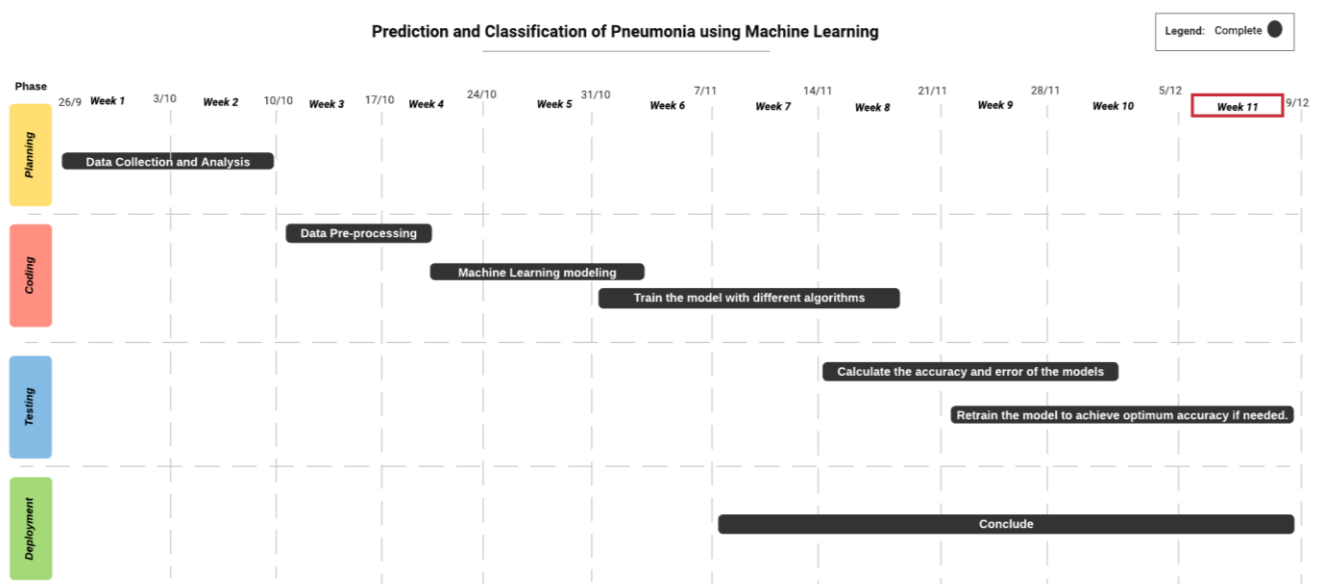 Prediction and Classification of Pneumonia using Machine Learning
Legend: Complete
Phase
26/9 Week 1 3/10 Week 2 10/10 Week 3 17/10 Week 4 24/10 Week 5 31/10 Week 6 7/11 Week 7 14/11 Week 8 21/11 Week 9 28/11 Week 10 5/12 Week 11 9/12
Planning
Data Collection and Analysis
Coding
Data Pre-processing
Machine Learning modeling
Train the model with different algorithms
Testing
Calculate the accuracy and error of the models
Retrain the model to achieve optimum accuracy if needed.
Deployment
Conclude